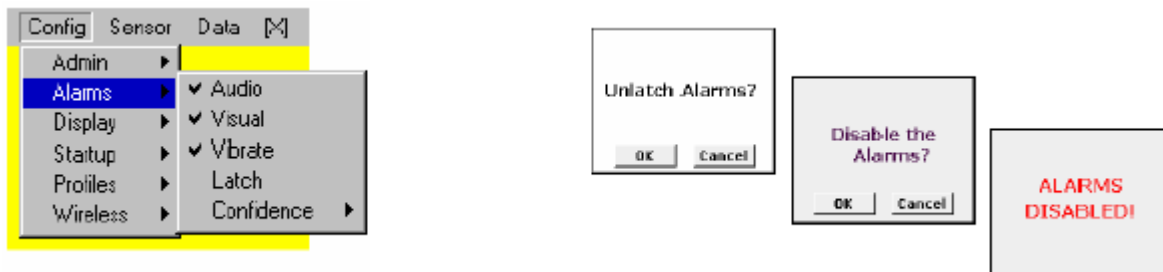 Config Sensor Data [X]
Admin
Alarms
Display
Startup
Profiles
Wireless
Audio
Visual
Vibrate
Latch
Confidence
Unlatch Alarms?
OK Cancel
Disable the
Alarms?
OK Cancel
ALARMS
DISABLED!